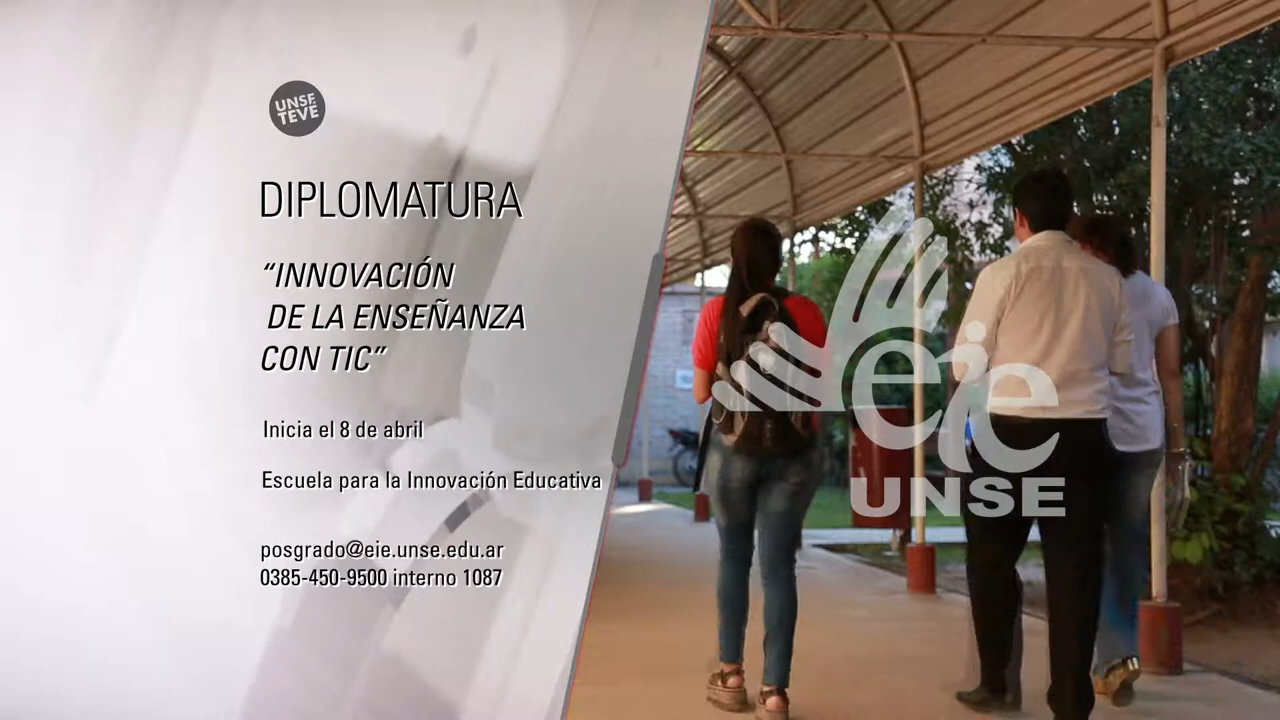 UNSE
TEVÉ
DIPLOMATURA
“INNOVACIÓN
DE LA ENSEÑANZA
CON TIC”
Inicia el 8 de abril
Escuela para la Innovación Educativa
posgrado@eie.unse.edu.ar
0385-450-9500 interno 1087
eie
UNSE